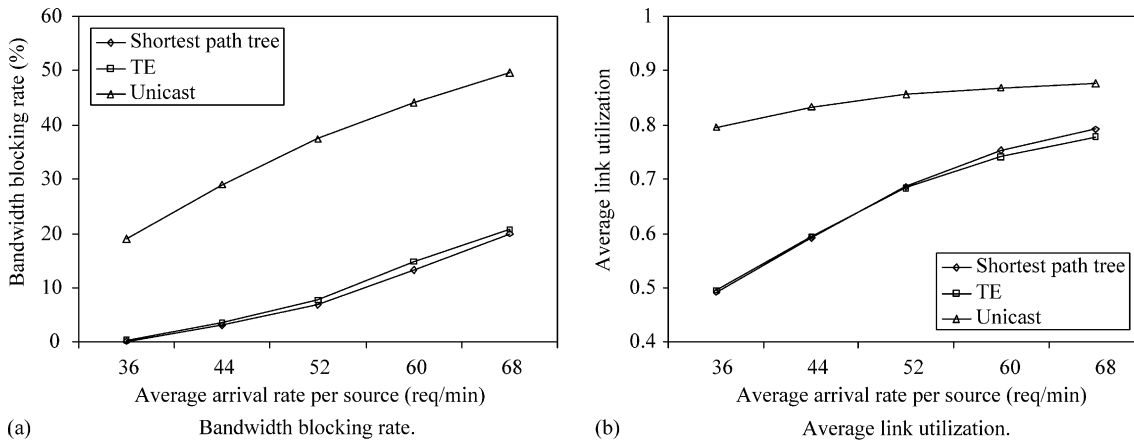 60
50
40
30
20
10
0
Bandwidth blocking rate (%)
Shortest path tree
TE
Unicast
36 44 52 60 68
Average arrival rate per source (req/min)
(a) Bandwidth blocking rate.
1
0.9
0.8
0.7
0.6
0.5
0.4
Average link utilization
Shortest path tree
TE
Unicast
36 44 52 60 68
Average arrival rate per source (req/min)
(b) Average link utilization.